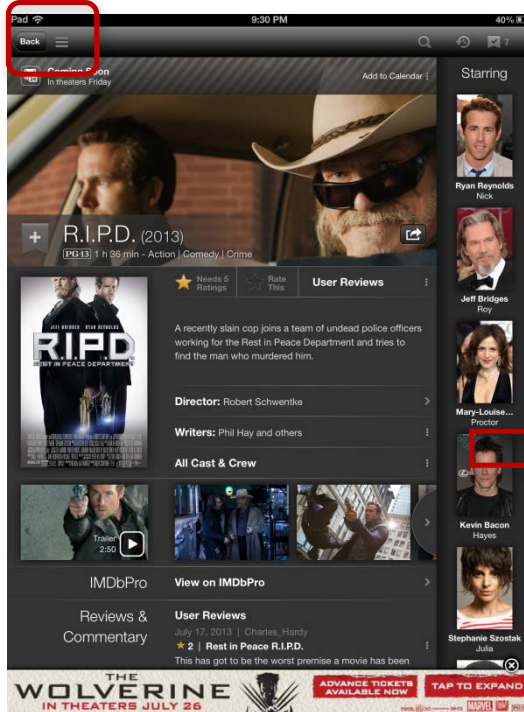 Pad 9:30 PM 40%
Back 7
Coming Soon
In theaters Friday
Add to Calendar
Starring
Ryan Reynolds
Nick
Jeff Bridges
Roy
Mary-Louise...
Proctor
Kevin Bacon
Hayes
Stephanie Szostak
Julia
R.I.P.D. (2013)
PG-13 1 h 36 min - Action | Comedy | Crime
Needs 5
Ratings
Rate
This
User Reviews
A recently slain cop joins a team of undead police officers
working for the Rest in Peace Department and tries to
find the man who murdered him.
JEFF BRIDGES RYAN REYNOLDS
R.I.P.D.
REST IN PEACE DEPARTMENT
Director: Robert Schwentke
Writers: Phil Hay and others
All Cast & Crew
Trailer
2:50
IMDbPro View on IMDbPro
Reviews &
Commentary
User Reviews
July 17, 2013 | Charles_Hardy
2 | Rest in Peace R.I.P.D.
This has got to be the worst premise a movie has been
THE
WOLVERINE
IN THEATERS JULY 26
ADVANCE TICKETS
AVAILABLE NOW
TAP TO EXPAND
MARVEL